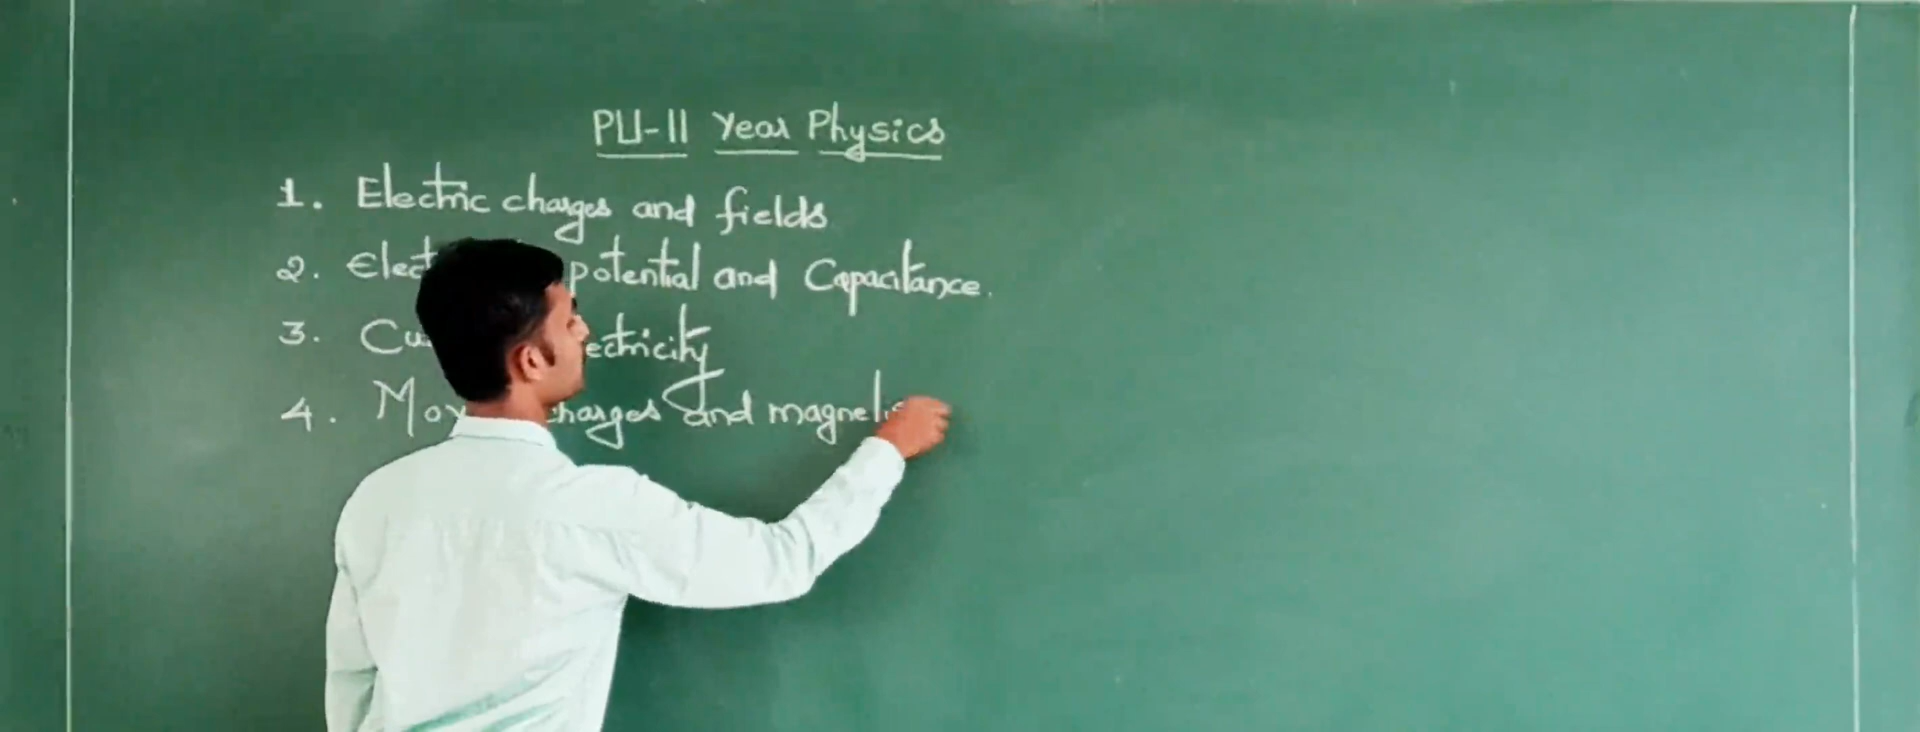 PU-II Year Physics
1. Electric charges and fields
2. potential and Capacitance.
3.
4. charges and